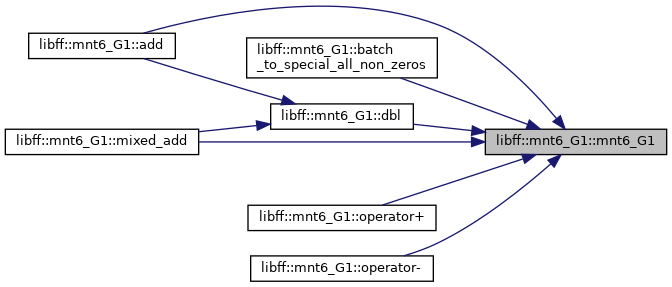 libff::mnt6_G1::add
libff::mnt6_G1::batch
_to_special_all_non_zeros
libff::mnt6_G1::dbl
libff::mnt6_G1::mixed_add
libff::mnt6_G1::mnt6_G1
libff::mnt6_G1::operator+
libff::mnt6_G1::operator-